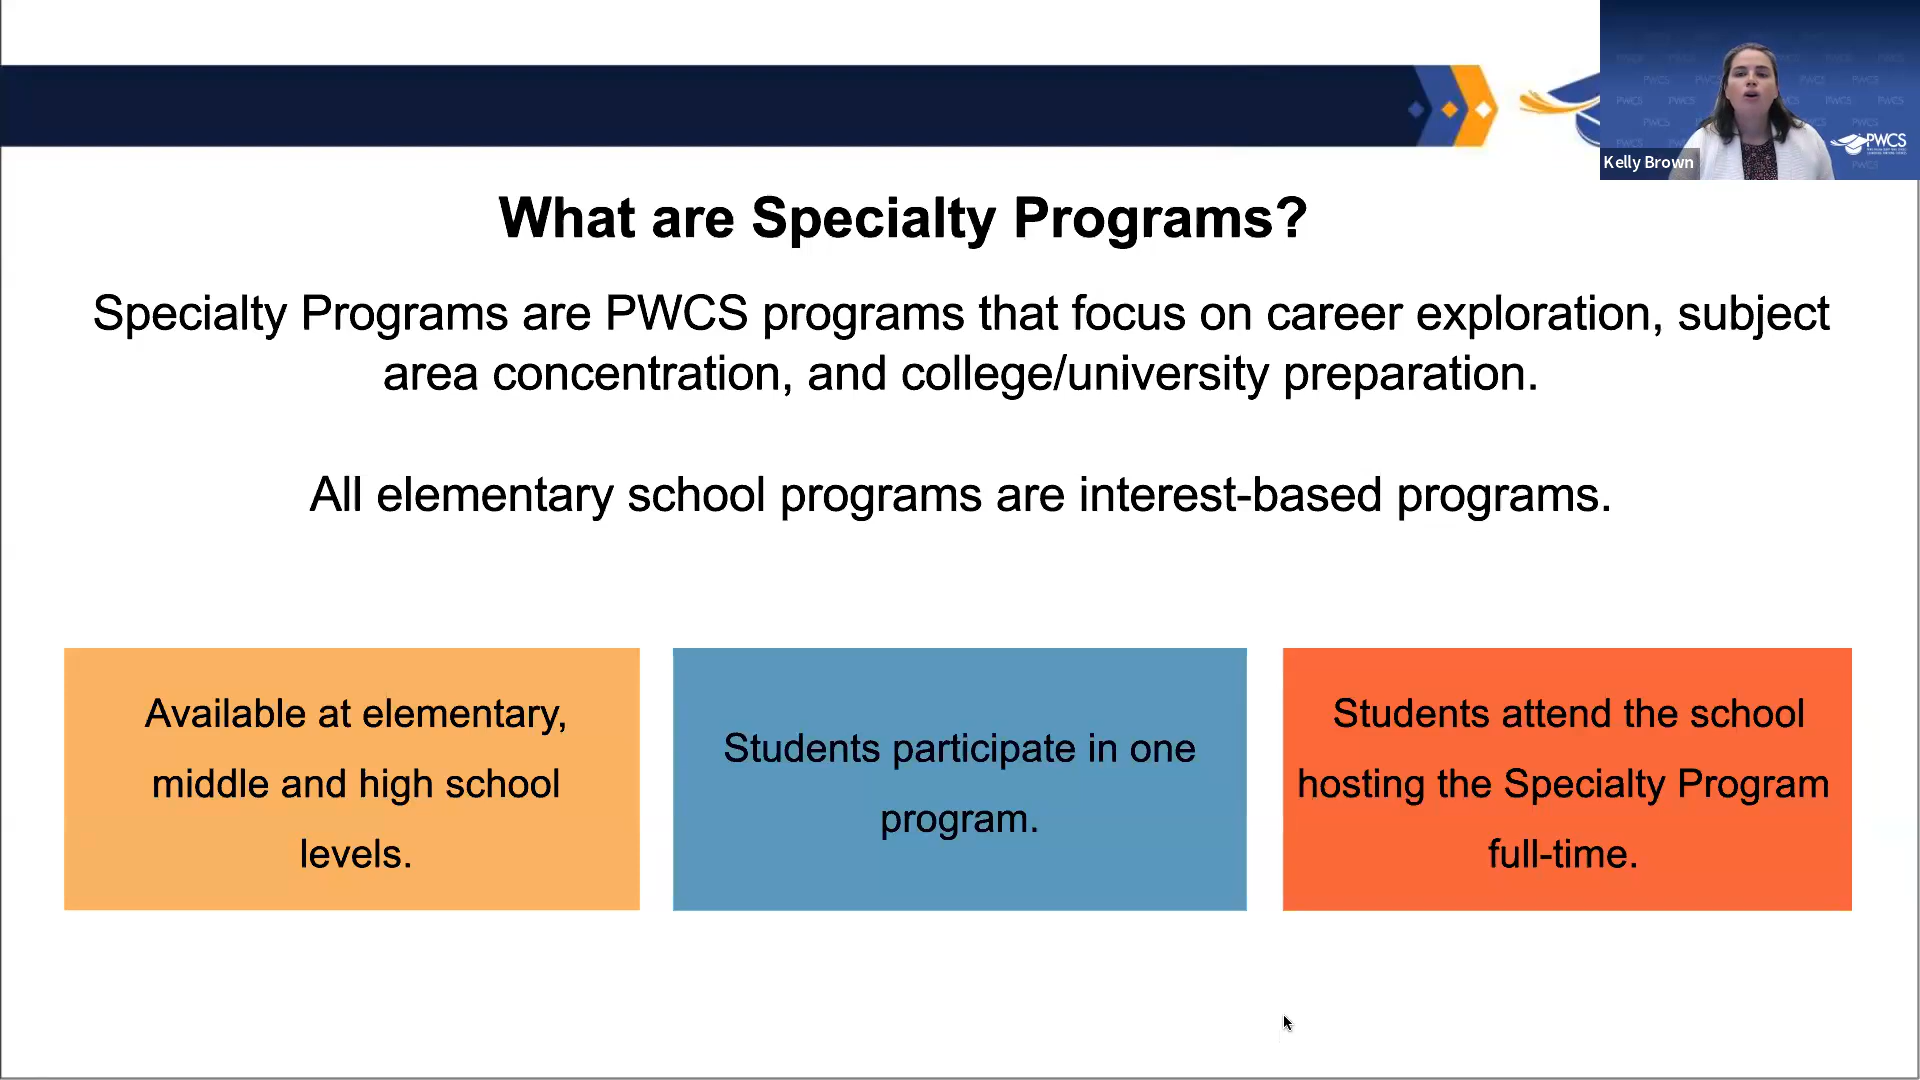 What are Specialty Programs?
Specialty Programs are PWCS programs that focus on career exploration, subject
area concentration, and college/university preparation.
All elementary school programs are interest-based programs.
Available at elementary,
middle and high school
levels.
Students participate in one
program.
Students attend the school
hosting the Specialty Program
full-time.
Kelly Brown
PWCS